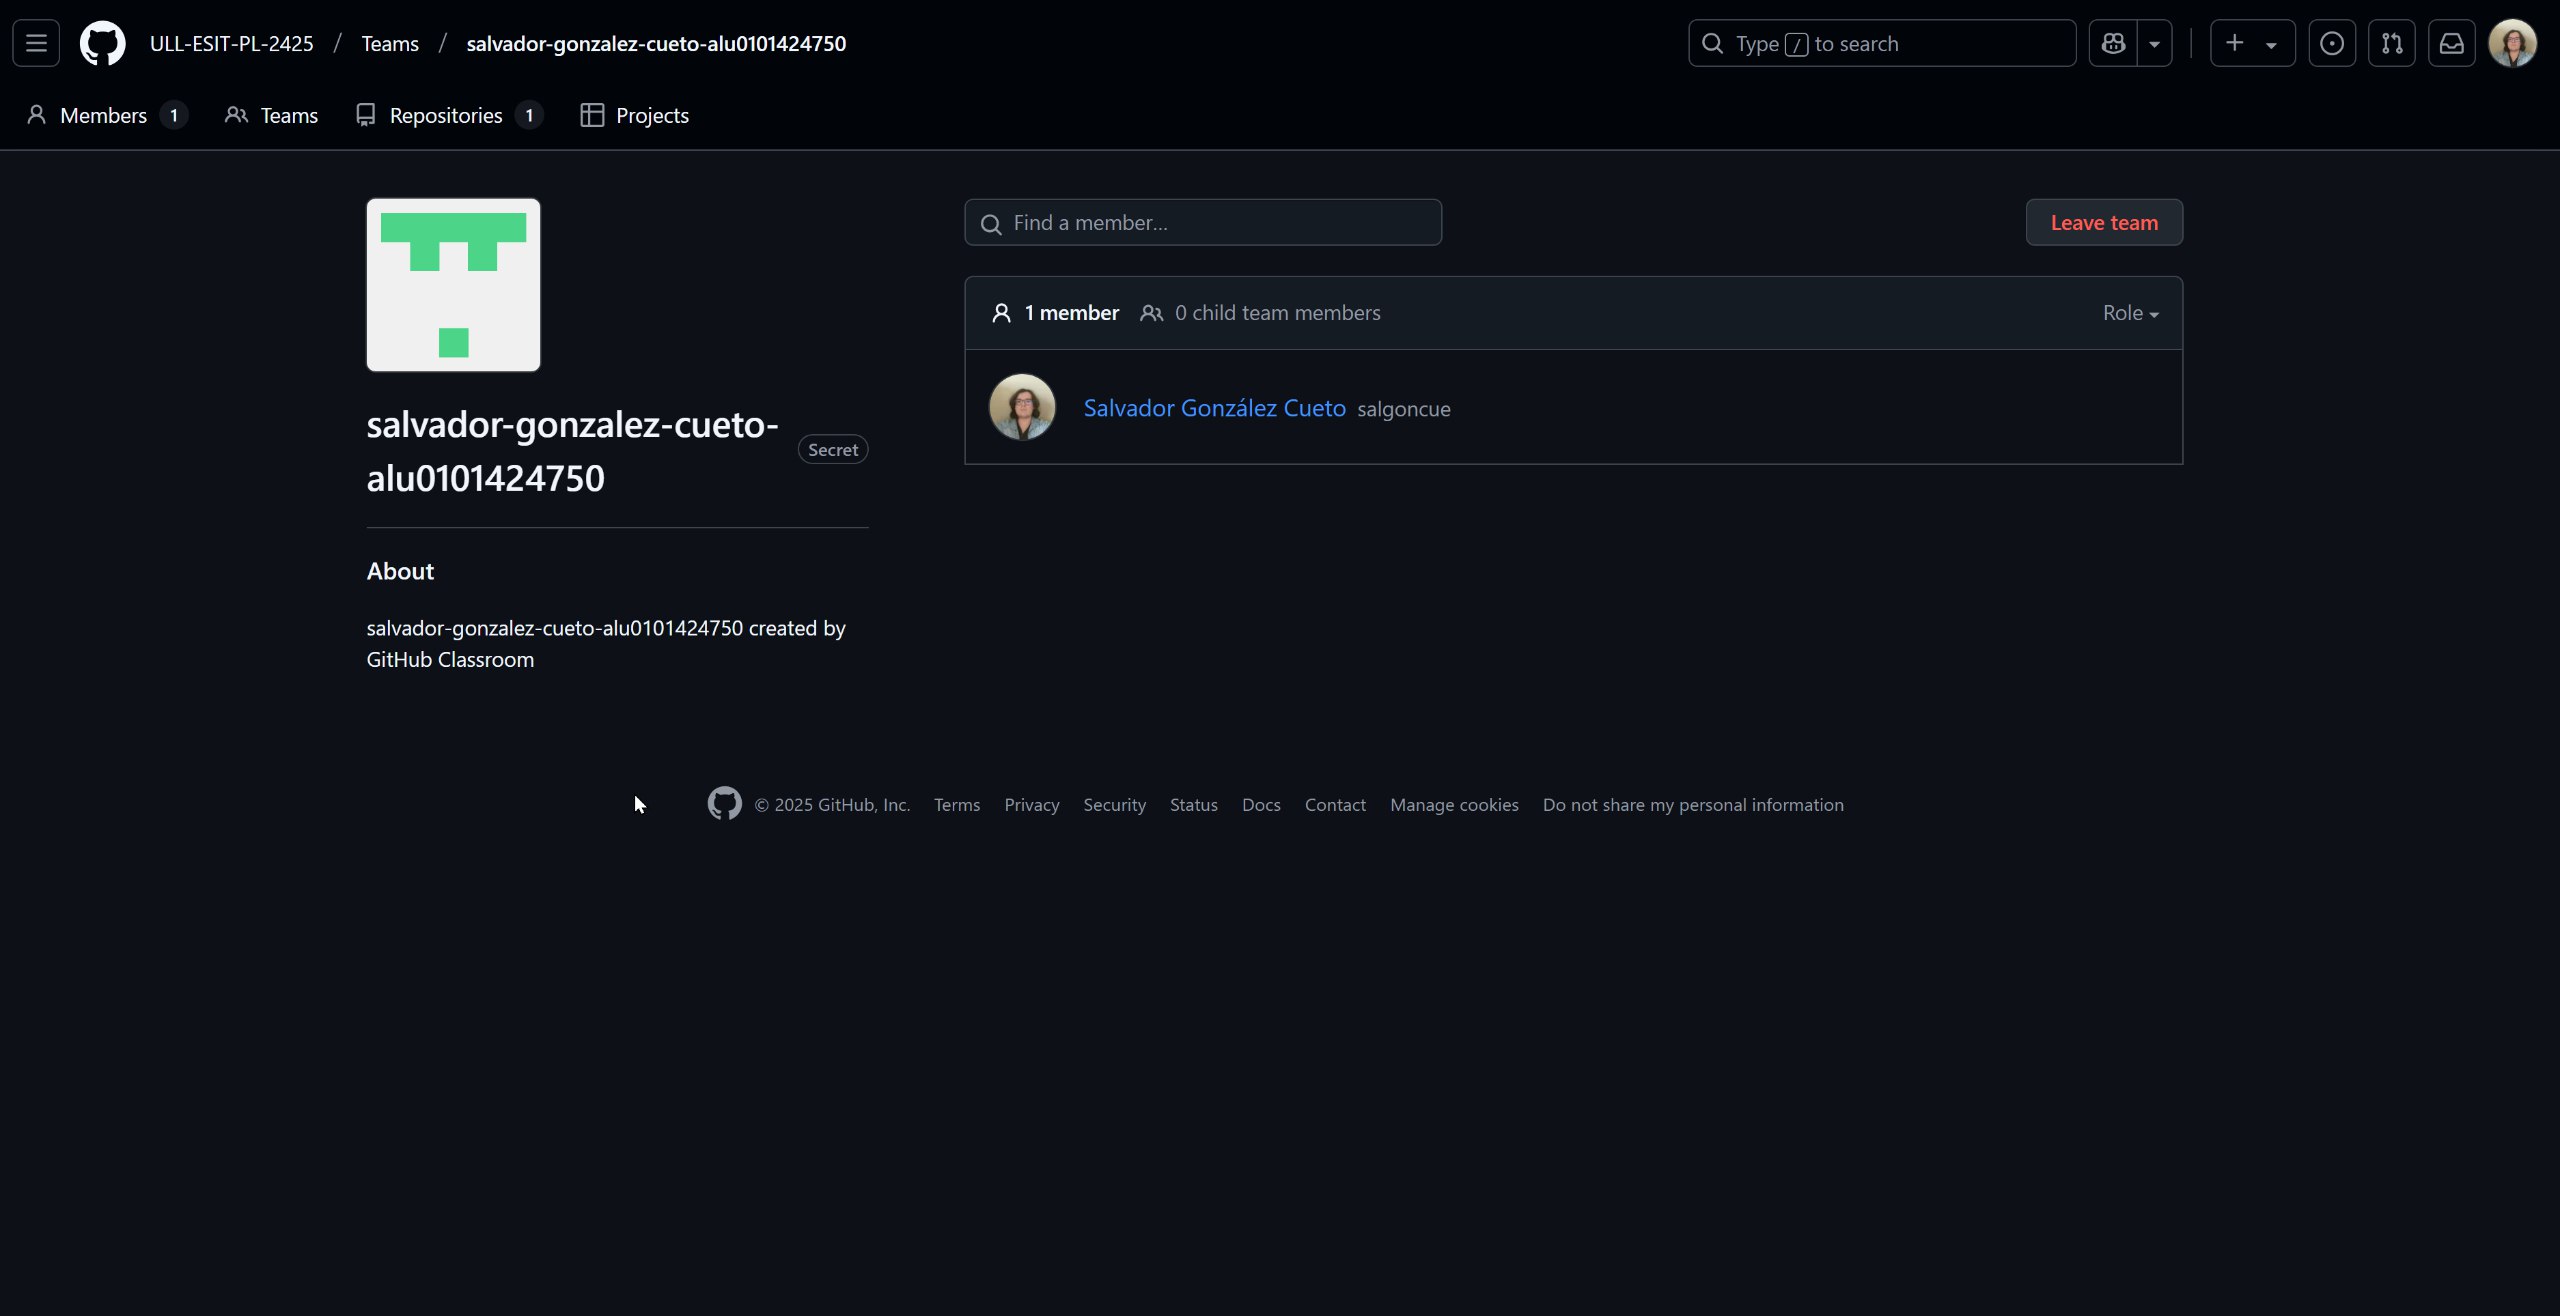 ULL-ESIT-PL-2425 / Teams / salvador-gonzalez-cueto-alu0101424750
Type / to search
Members 1 Teams Repositories 1 Projects
Find a member...
Leave team
1 member 0 child team members Role
Salvador González Cueto salgoncue
salvador-gonzalez-cueto-
alu0101424750
Secret
About
salvador-gonzalez-cueto-alu0101424750 created by
GitHub Classroom
© 2025 GitHub, Inc. Terms Privacy Security Status Docs Contact Manage cookies Do not share my personal information